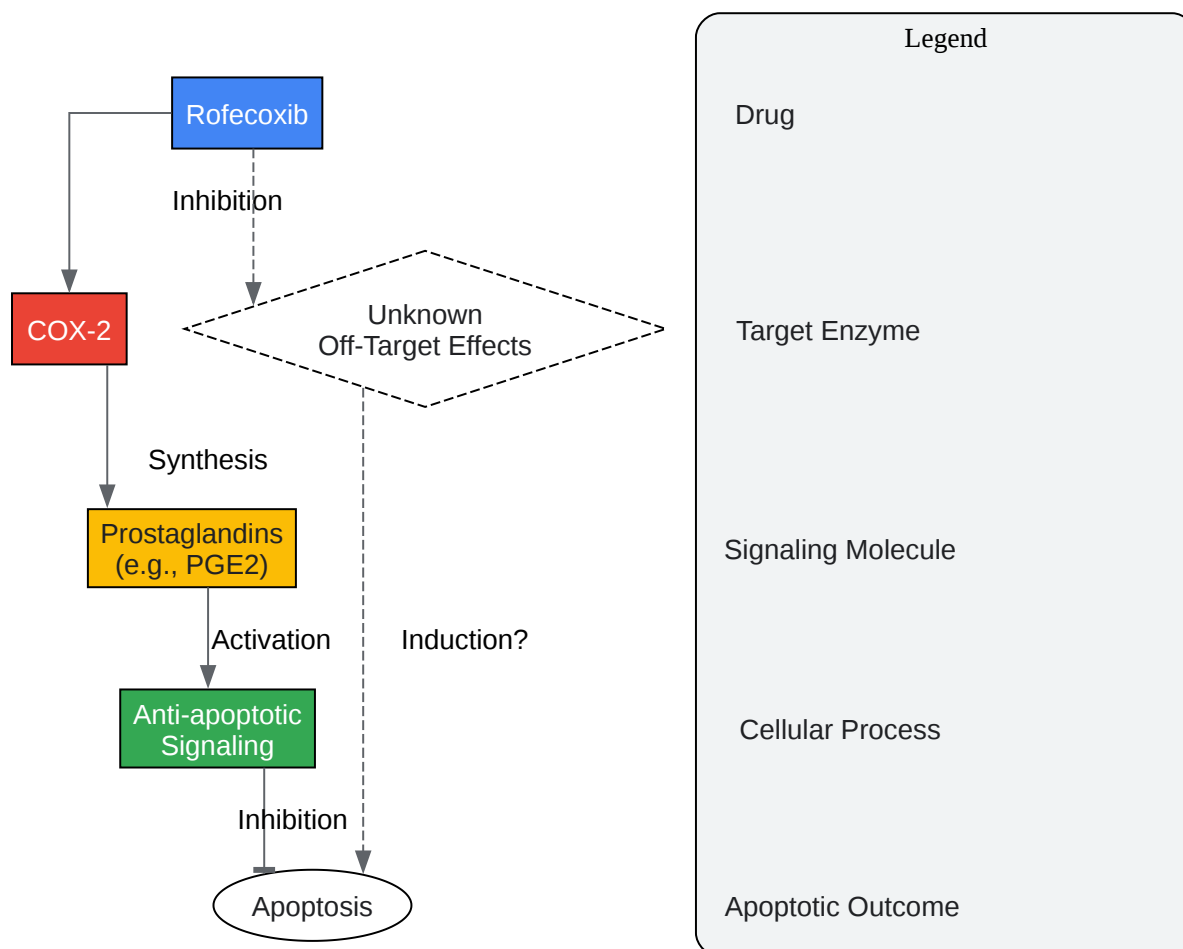 Legend
Rofecoxib
Drug
Inhibition
COX-2
Unknown
Off-Target Effects
Target Enzyme
Synthesis
Prostaglandins
(e.g., PGE2)
Signaling Molecule
Activation
Induction?
Anti-apoptotic
Signaling
Cellular Process
Inhibition
Apoptosis
Apoptotic Outcome